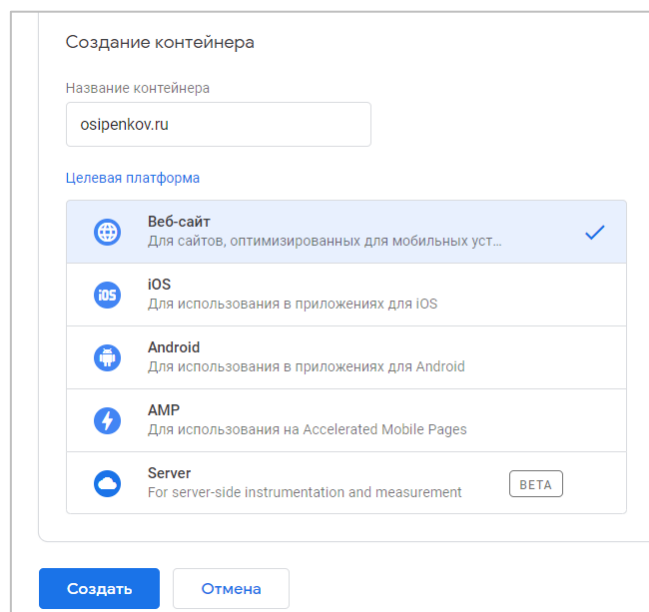 Создание контейнера
Название контейнера
osipenkov.ru
Целевая платформа
Веб-сайт
Для сайтов, оптимизированных для мобильных уст...
iOS
iOS
Для использования в приложениях для iOS
Android
Для использования в приложениях для Android
AMP
Для использования на Accelerated Mobile Pages
Server
For server-side instrumentation and measurement BETA
Создать Отмена